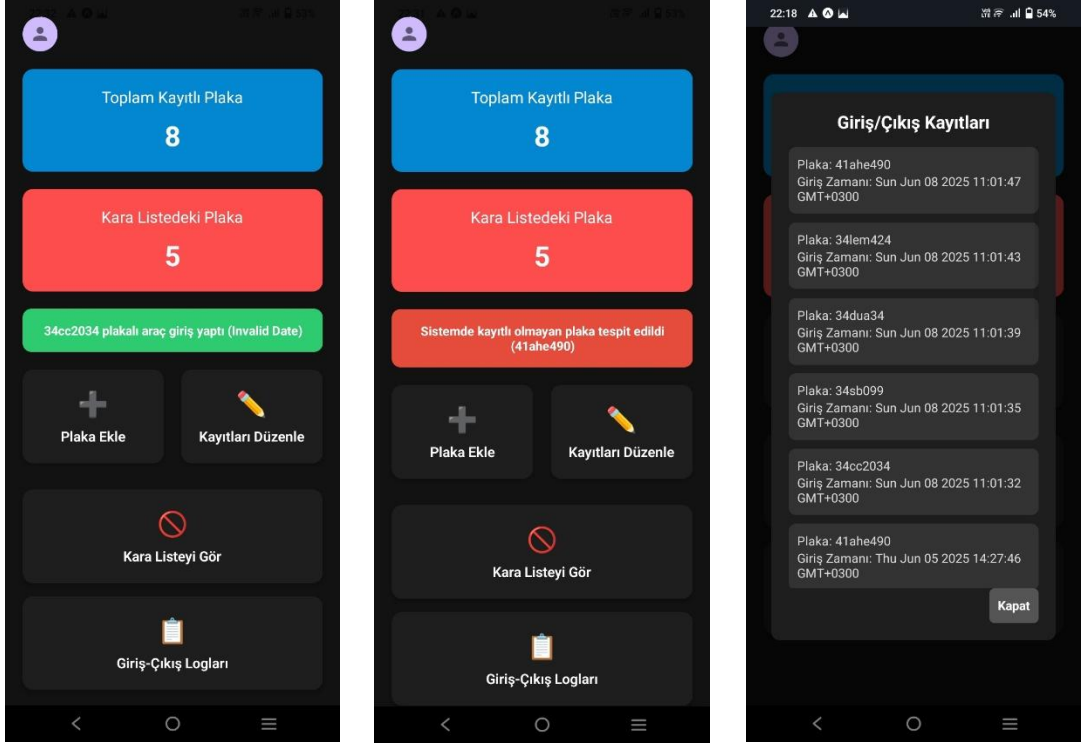 Toplam Kayıtlı Plaka
8
Kara Listedeki Plaka
5
34cc2034 plakalı araç giriş yaptı (Invalid Date)
Plaka Ekle
Kayıtları Düzenle
Kara Listeyi Gör
Giriş-Çıkış Logları
Toplam Kayıtlı Plaka
8
Kara Listedeki Plaka
5
Sistemde kayıtlı olmayan plaka tespit edildi
(41ahe490)
Plaka Ekle
Kayıtları Düzenle
Kara Listeyi Gör
Giriş-Çıkış Logları
22:18
54%
Giriş/Çıkış Kayıtları
Plaka: 41ahe490
Giriş Zamanı: Sun Jun 08 2025 11:01:47
GMT+0300
Plaka: 34lem424
Giriş Zamanı: Sun Jun 08 2025 11:01:43
GMT+0300
Plaka: 34dua34
Giriş Zamanı: Sun Jun 08 2025 11:01:39
GMT+0300
Plaka: 34sb099
Giriş Zamanı: Sun Jun 08 2025 11:01:35
GMT+0300
Plaka: 34cc2034
Giriş Zamanı: Sun Jun 08 2025 11:01:32
GMT+0300
Plaka: 41ahe490
Giriş Zamanı: Thu Jun 05 2025 14:27:46
GMT+0300
Kapat